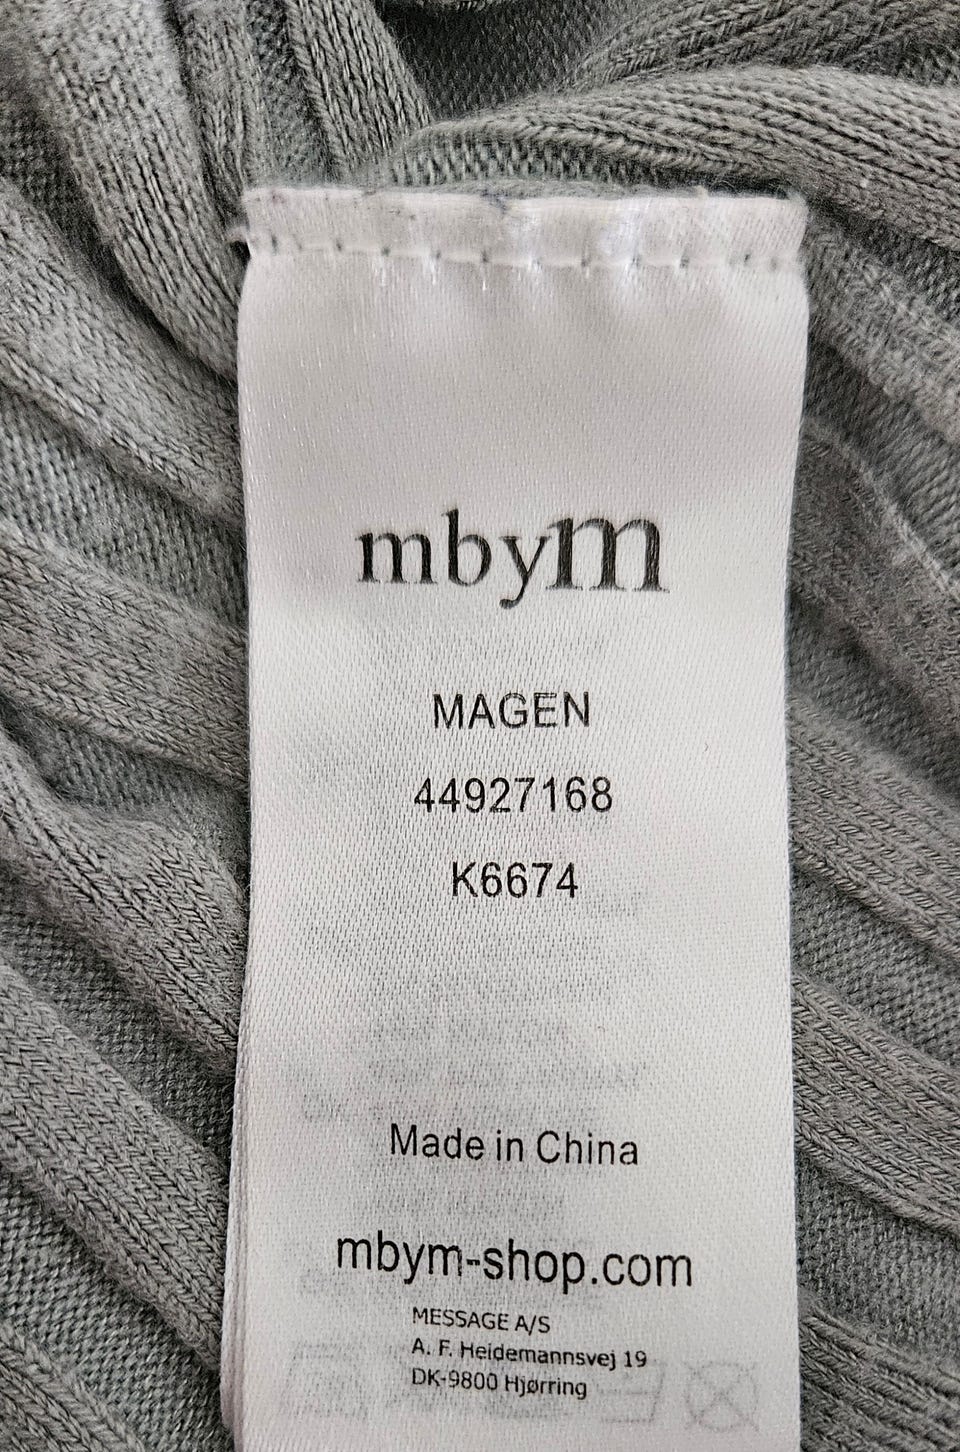 mbym
MAGEN
44927168
K6674
Made in China
mbym-shop.com
MESSAGE A/S
A. F. Heidemannsvej 19
DK-9800 Hjørring